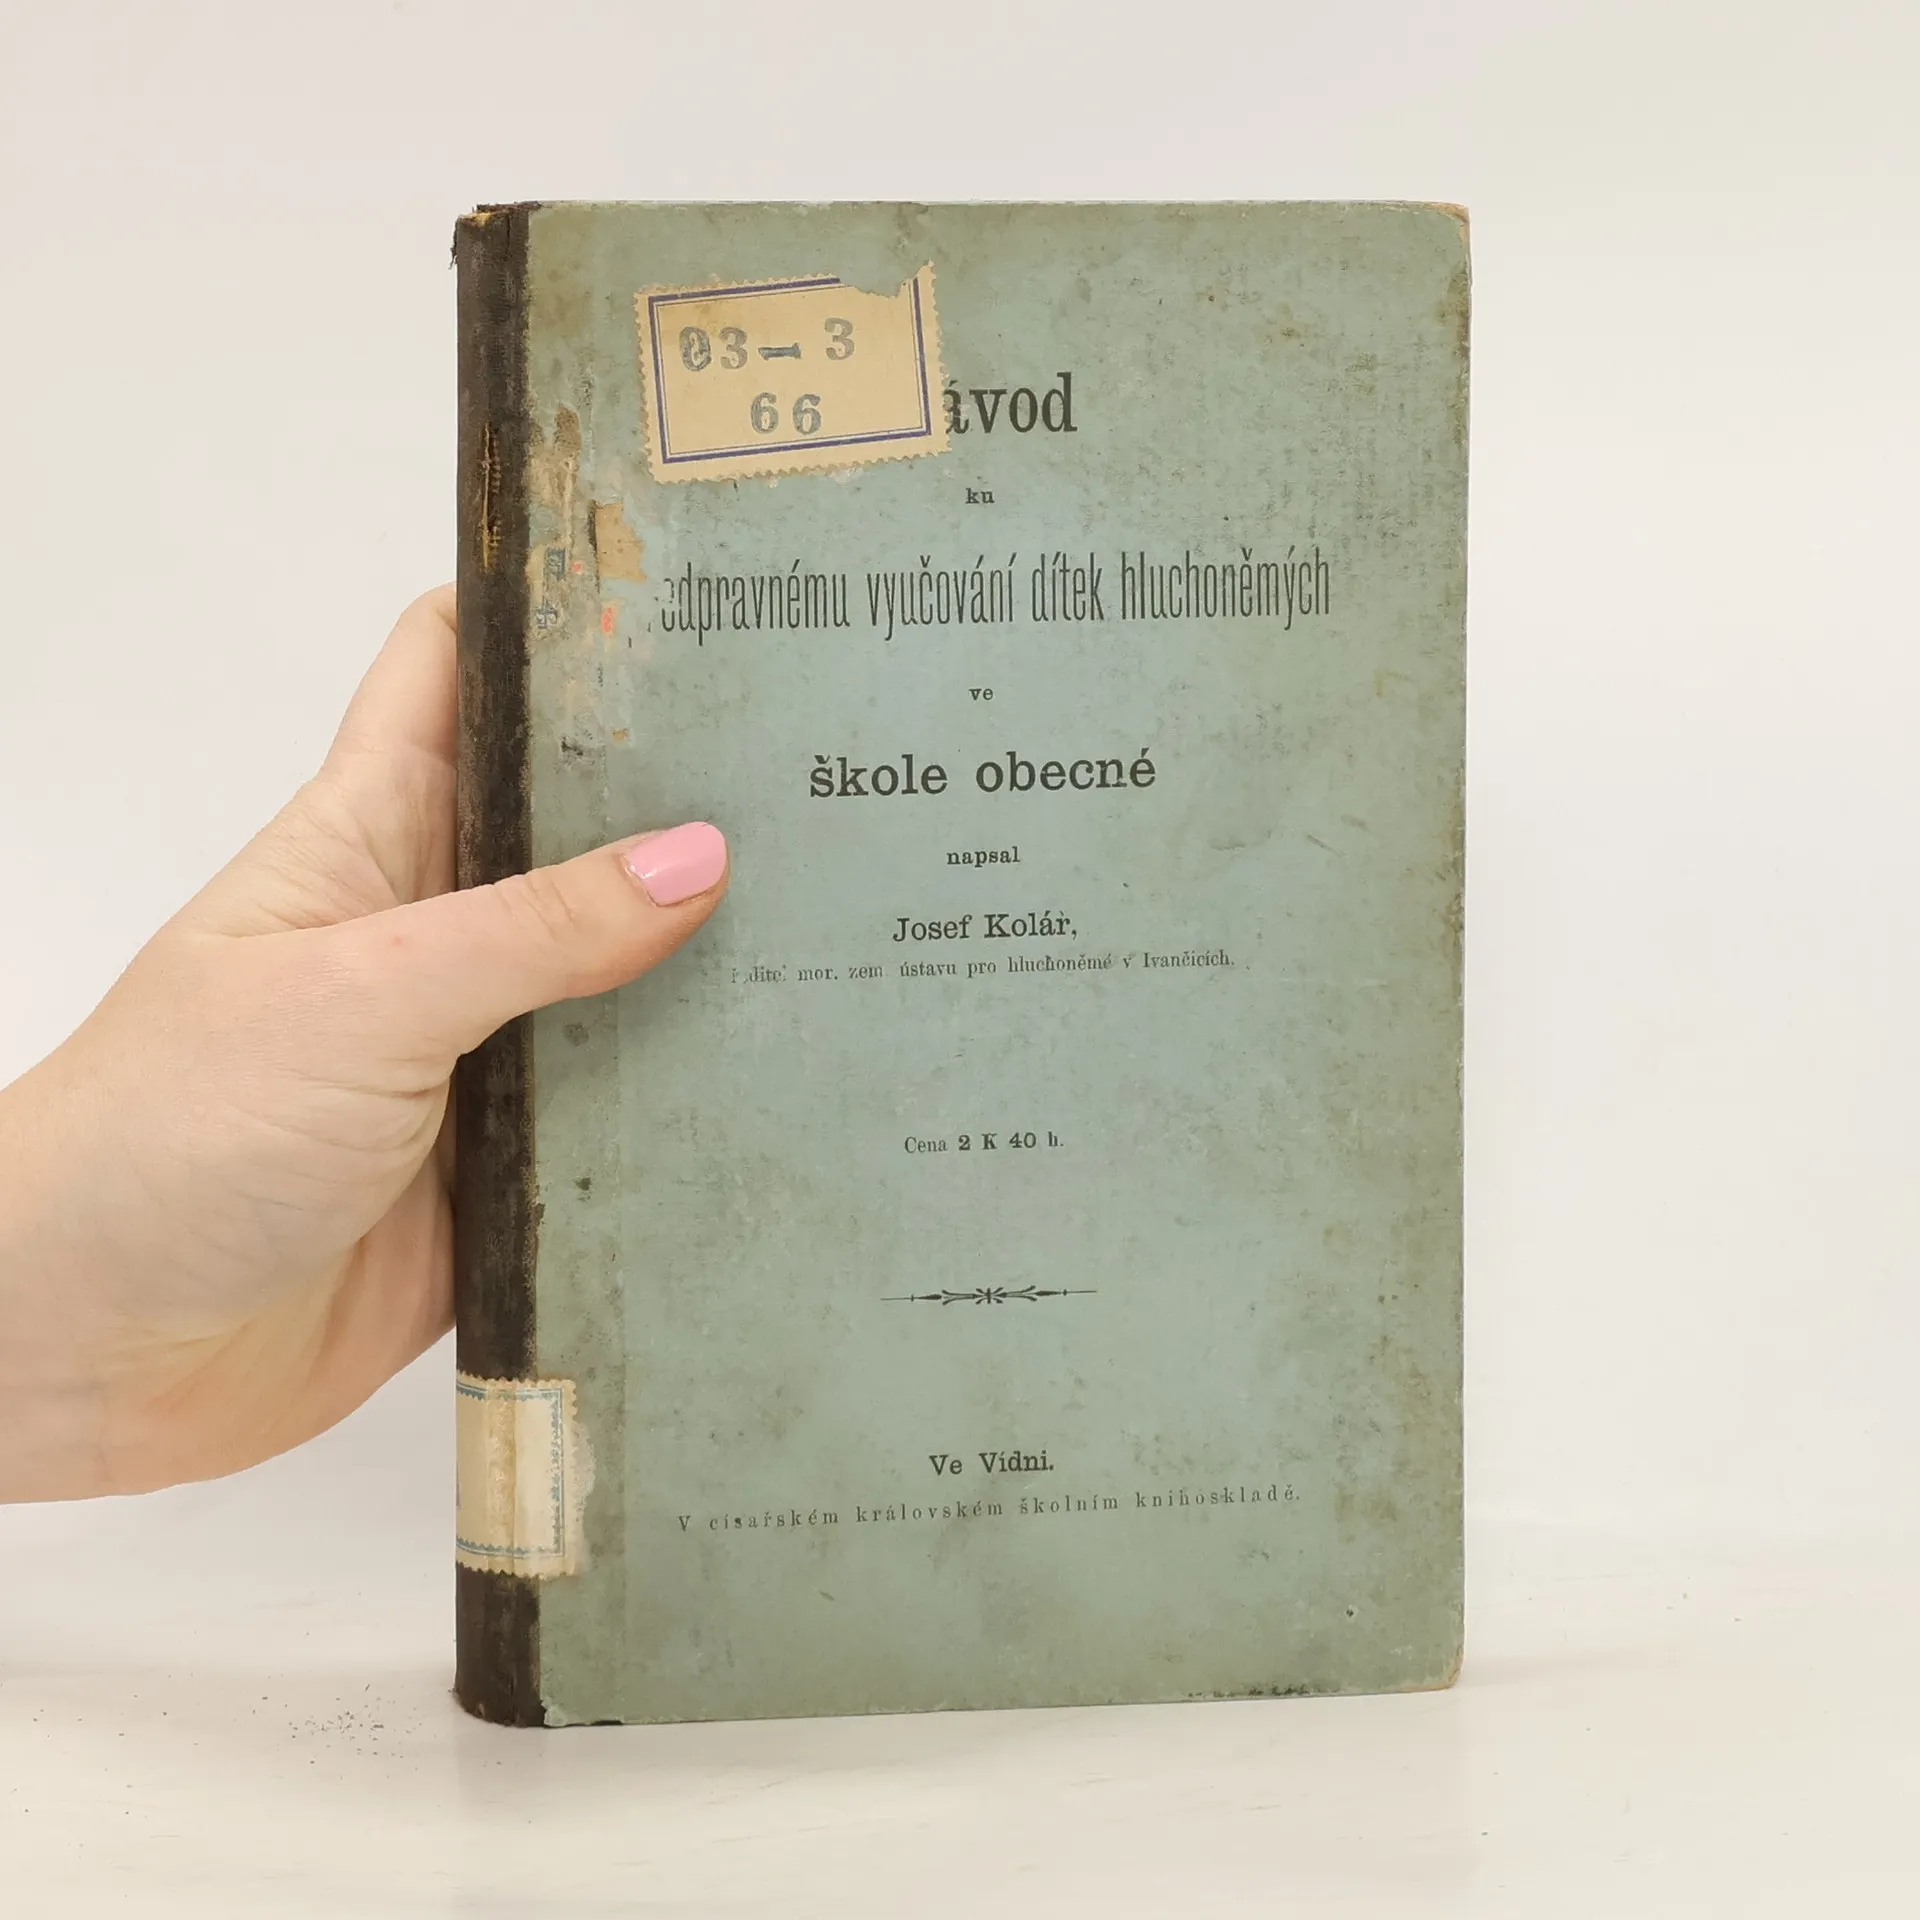 03-3
66
ávod
ku
edpravnému vyučování dítek hluchoněmých
ve
škole obecné
napsal
Josef Kolář,
mor. zem. ústavu pro hluchoněmé v Ivančicích.
Cena 2 K 40 h.
Ve Vídni.
V císařském královském školním knihoskladě.